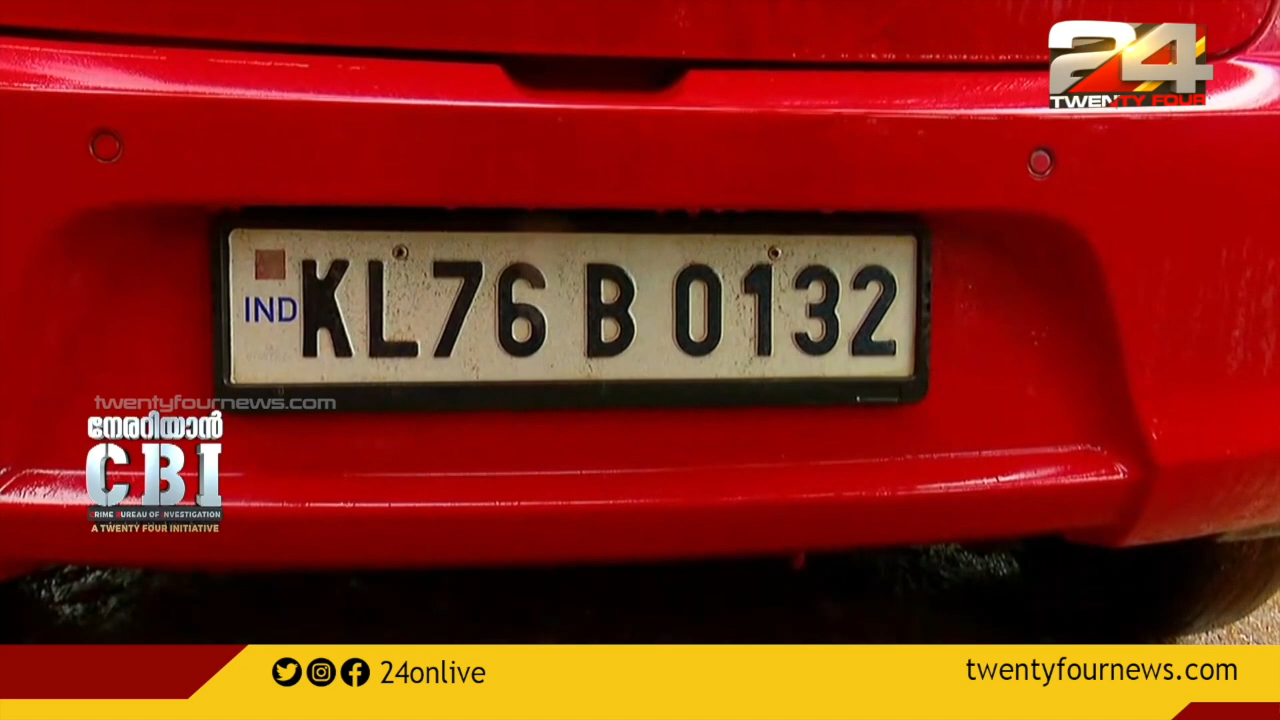 24
TWENTY FOUR
IND
KL76 B 0132
twentyfournews.com
നേരറിയാൻ
CBI
CRIME BUREAU OF INVESTIGATION
A TWENTY FOUR INITIATIVE
24onlive
twentyfournews.com